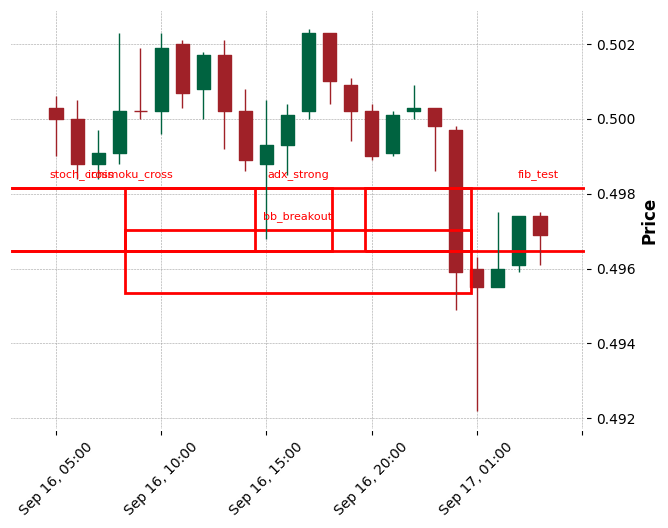 0.502
0.500
stoch_cross
ichimoku_cross
adx_strong
fib_test
0.498
bb_breakout
Price
0.496
0.494
0.492
Sep 16, 05:00
Sep 16, 10:00
Sep 16, 15:00
Sep 16, 20:00
Sep 17, 01:00